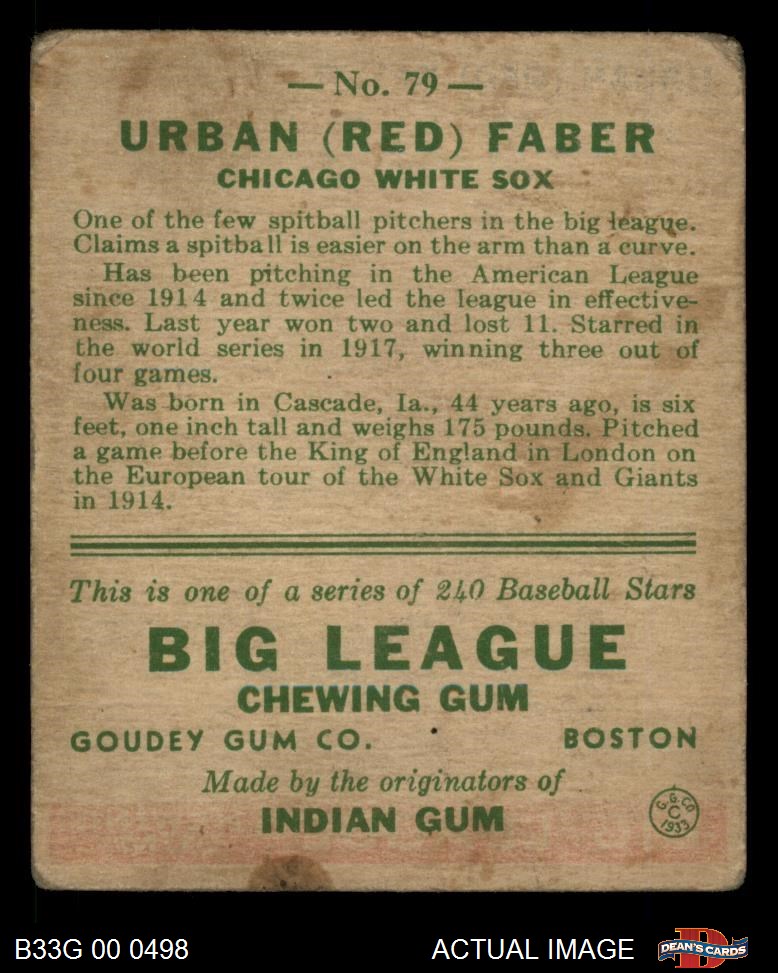 — No. 79 —
URBAN (RED) FABER
CHICAGO WHITE SOX
One of the few spitball pitchers in the big league.
Claims a spitball is easier on the arm than a curve.
Has been pitching in the American League
since 1914 and twice led the league in effective-
ness. Last year won two and lost 11. Starred in
the world series in 1917, winning three out of
four games.
Was born in Cascade, Ia., 44 years ago, is six
feet, one inch tall and weighs 175 pounds. Pitched
a game before the King of England in London on
the European tour of the White Sox and Giants
in 1914.
This is one of a series of 240 Baseball Stars
BIG LEAGUE
CHEWING GUM
GOUDEY GUM CO. BOSTON
Made by the originators of
INDIAN GUM
G.G.CO
C
1933
B33G 00 0498 ACTUAL IMAGE
D
DEAN'S CARDS